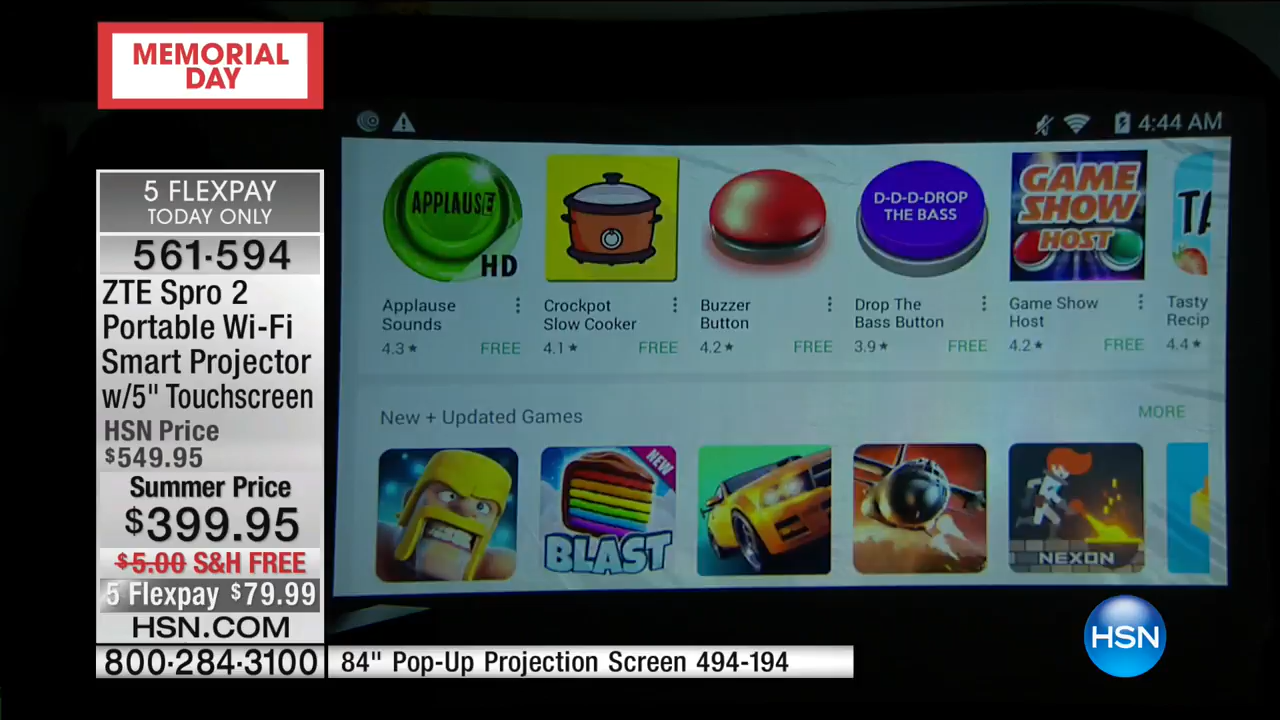 MEMORIAL
DAY
5 FLEXPAY
TODAY ONLY
561·594
ZTE Spro 2
Portable Wi-Fi
Smart Projector
w/5" Touchscreen
HSN Price
$549.95
Summer Price
$399.95
$5.00 S&H FREE
5 Flexpay $79.99
HSN.COM
800·284·3100
84" Pop-Up Projection Screen 494-194
4:44 AM
APPLAUSE
HD
D-D-D-DROP
THE BASS
GAME
SHOW
HOST
TA
Applause
Sounds
4.3★ FREE
Crockpot
Slow Cooker
4.1★ FREE
Buzzer
Button
4.2★ FREE
Drop The
Bass Button
3.9★ FREE
Game Show
Host
4.2★ FREE
Tasty
Recip
4.4★
New + Updated Games
MORE
NEW
BLAST
NEXON
HSN